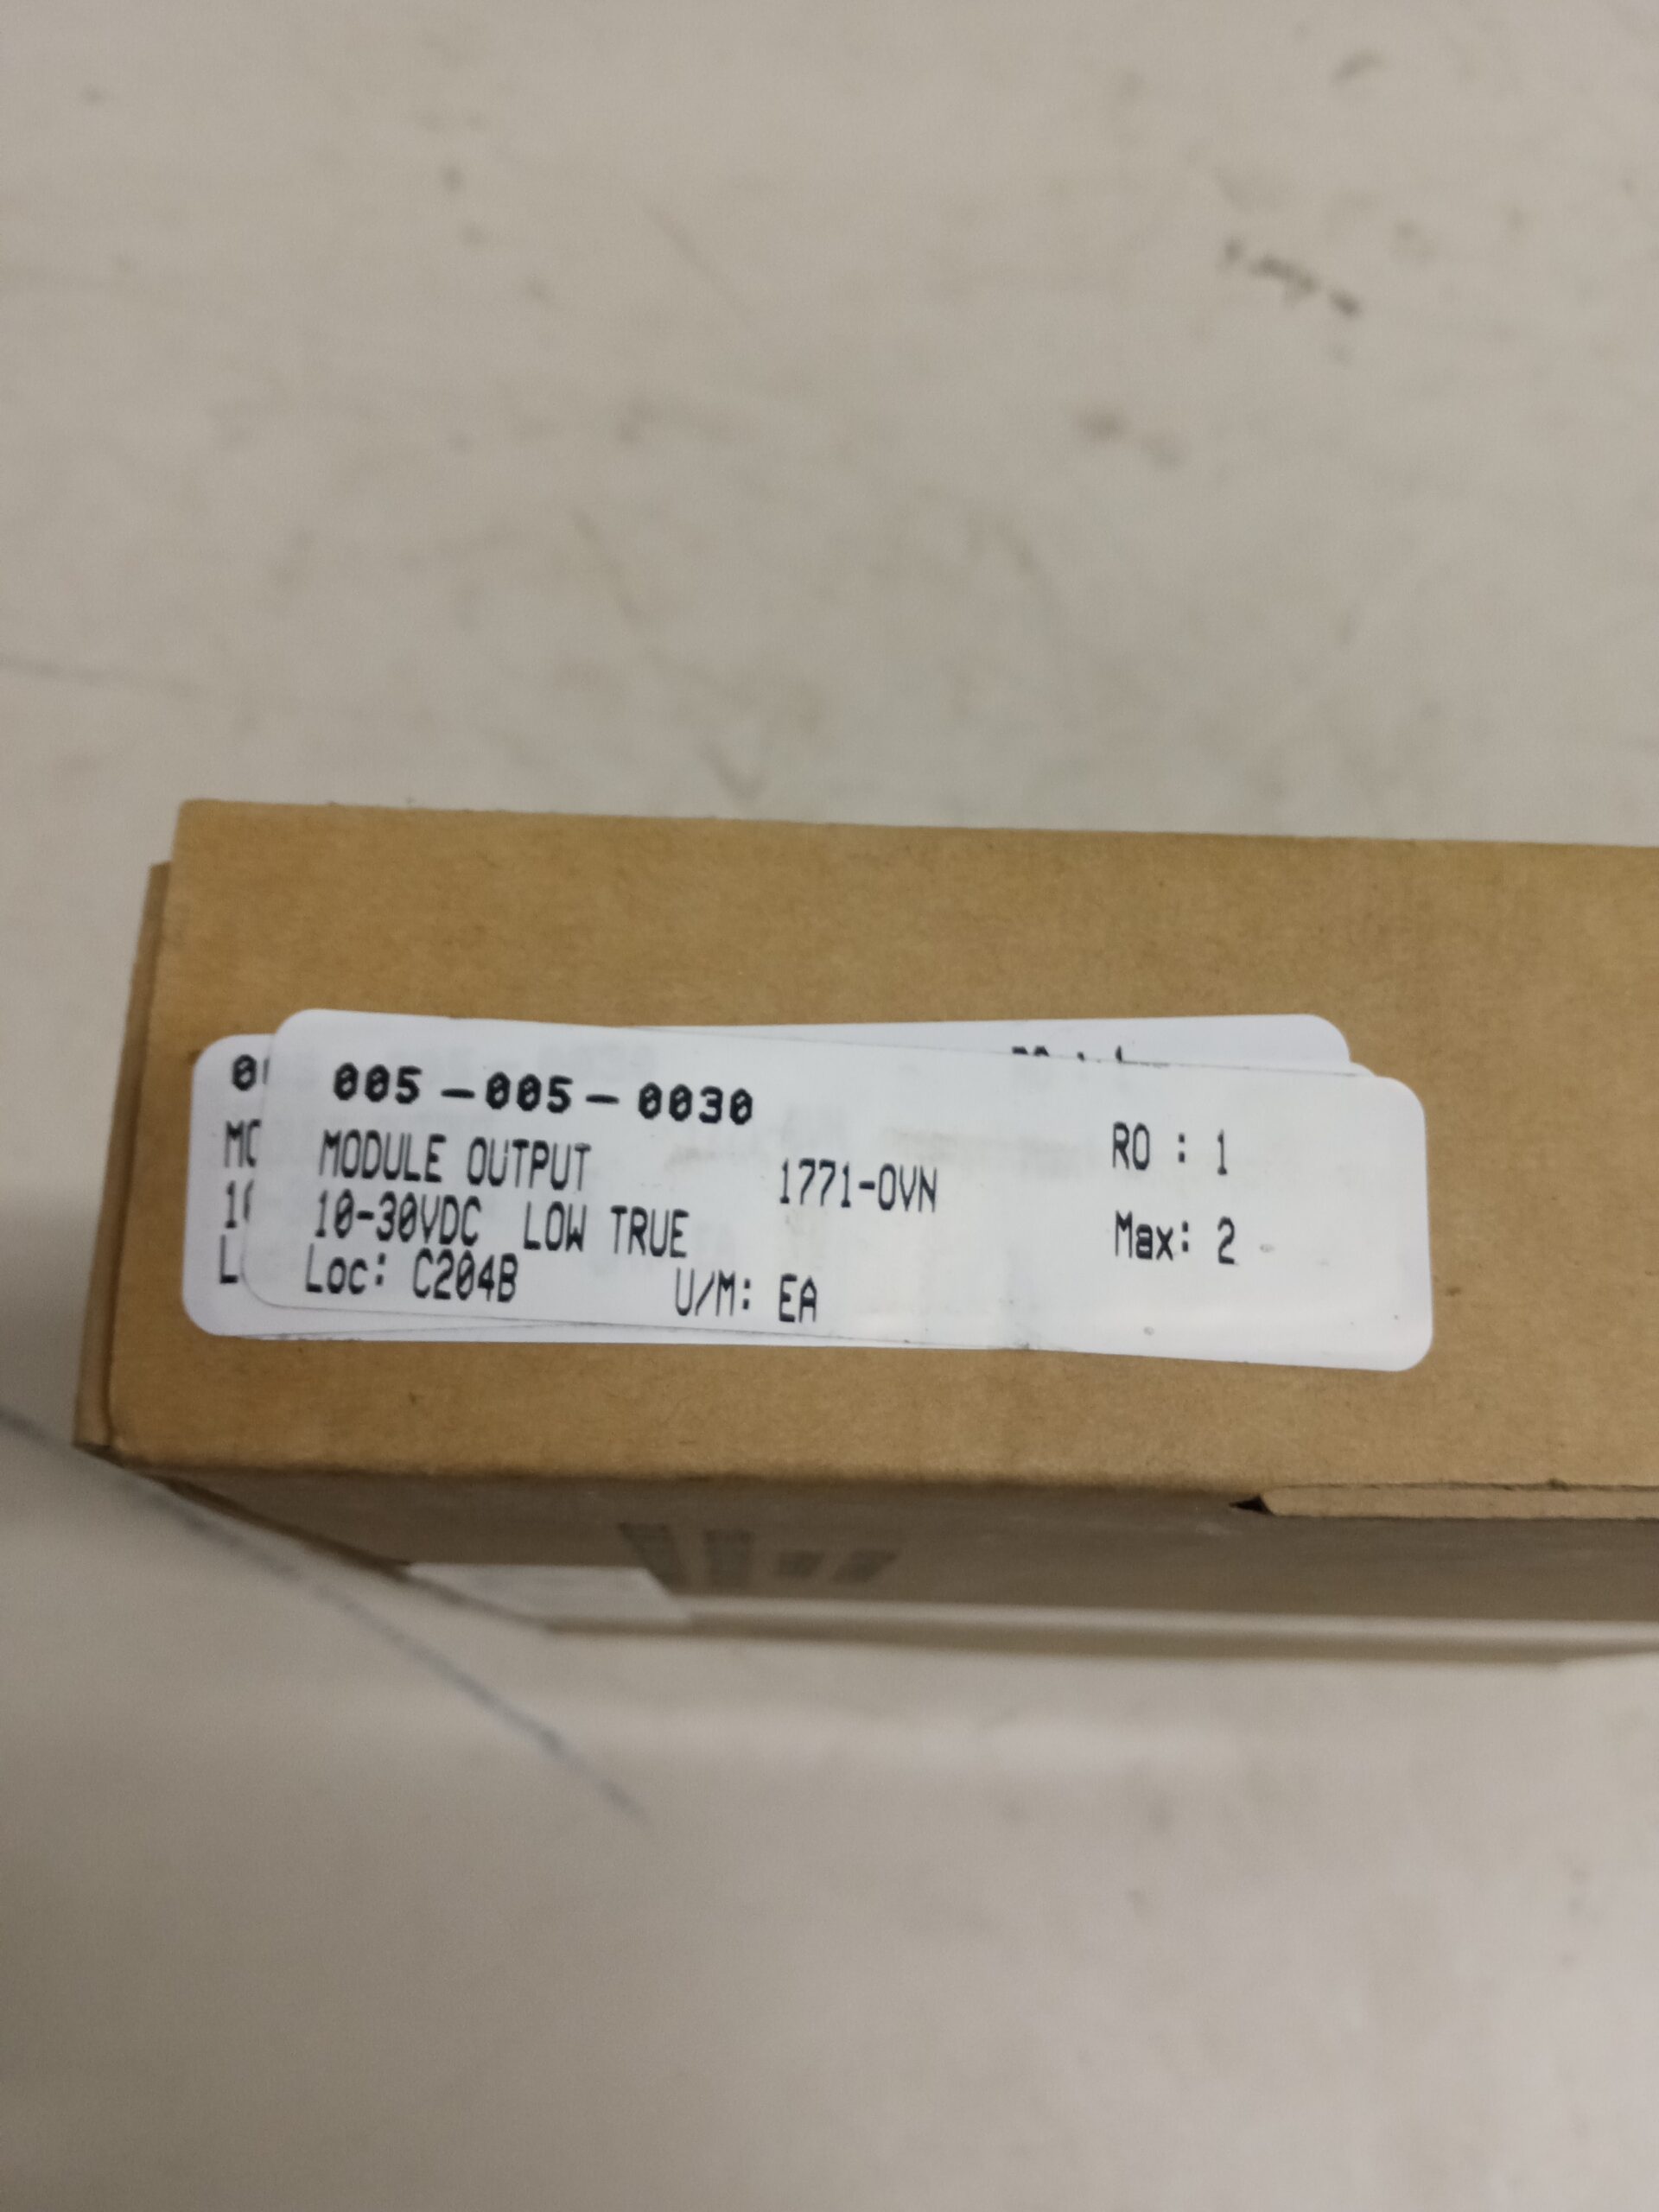 005-005-0030
MODULE OUTPUT 1771-OVN RO : 1
10-30VDC LOW TRUE Max: 2
Loc: C204B U/M: EA